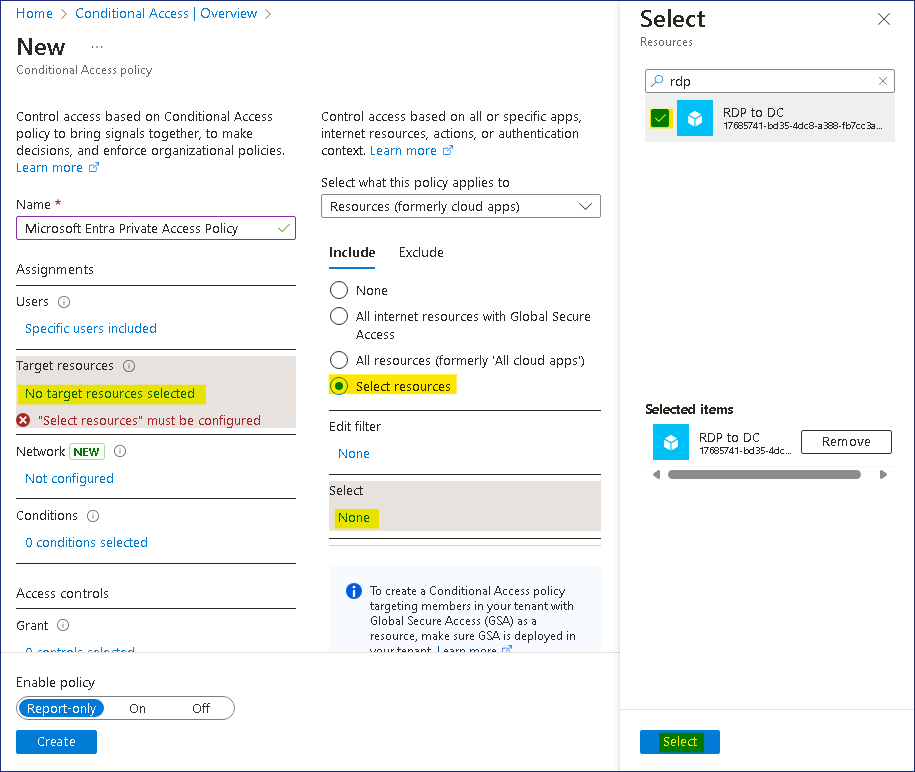 Home > Conditional Access | Overview >
New ...
Conditional Access policy
Control access based on Conditional Access
policy to bring signals together, to make
decisions, and enforce organizational policies.
Learn more
Name *
Microsoft Entra Private Access Policy
Assignments
Users
Specific users included
Target resources
No target resources selected
"Select resources" must be configured
Network NEW
Not configured
Conditions
0 conditions selected
Access controls
Grant
0 controls selected
Enable policy
Report-only On Off
Create
Control access based on all or specific apps,
internet resources, actions, or authentication
context. Learn more
Select what this policy applies to
Resources (formerly cloud apps)
Include Exclude
None
All internet resources with Global Secure
Access
All resources (formerly 'All cloud apps')
Select resources
Edit filter
None
Select
None
To create a Conditional Access policy
targeting members in your tenant with
Global Secure Access (GSA) as a
resource, make sure GSA is deployed in
your tenant. Learn more
Select
Resources
rdp
RDP to DC
17685741-bd35-4dc8-a388-fb7cc3a...
Selected items
RDP to DC
17685741-bd35-4dc...
Remove
Select